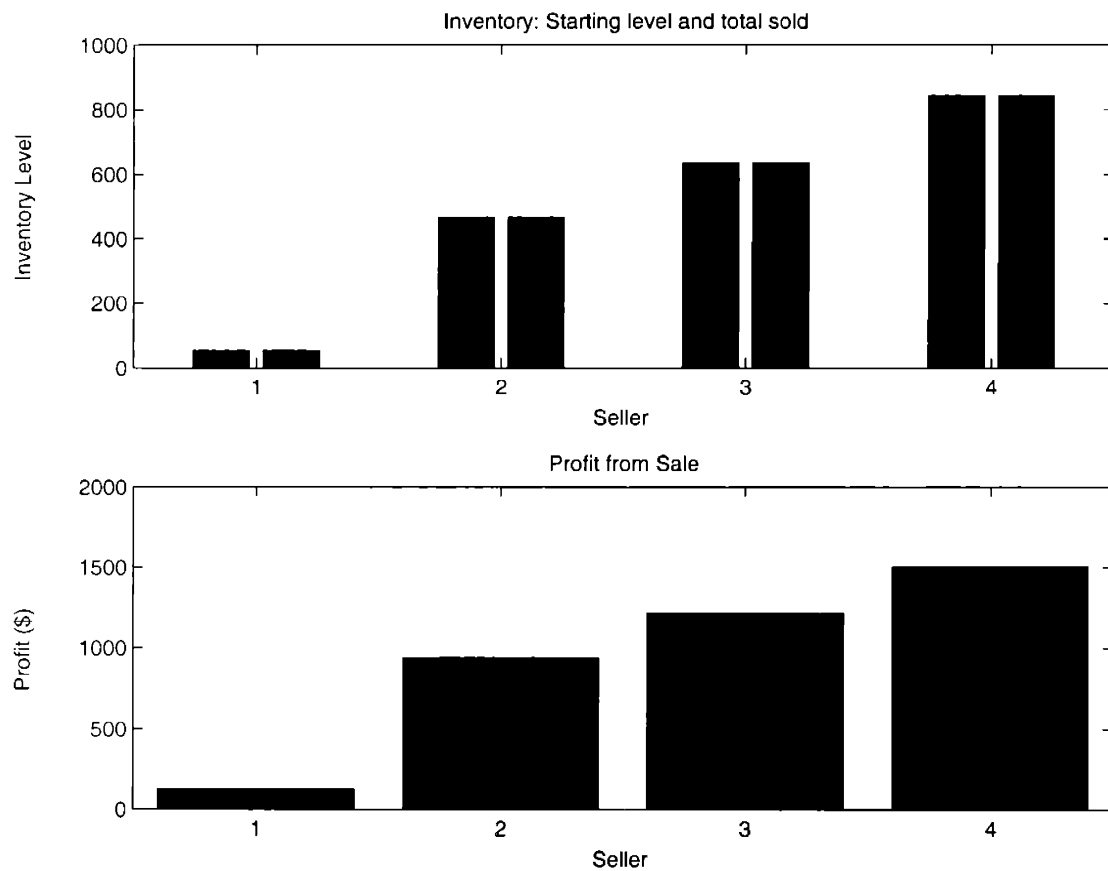 Inventory: Starting level and total sold
1000
800
600
400
200
0
Inventory Level
1 2 3 4
Seller
Profit from Sale
2000
1500
1000
500
0
Profit ($)
1 2 3 4
Seller